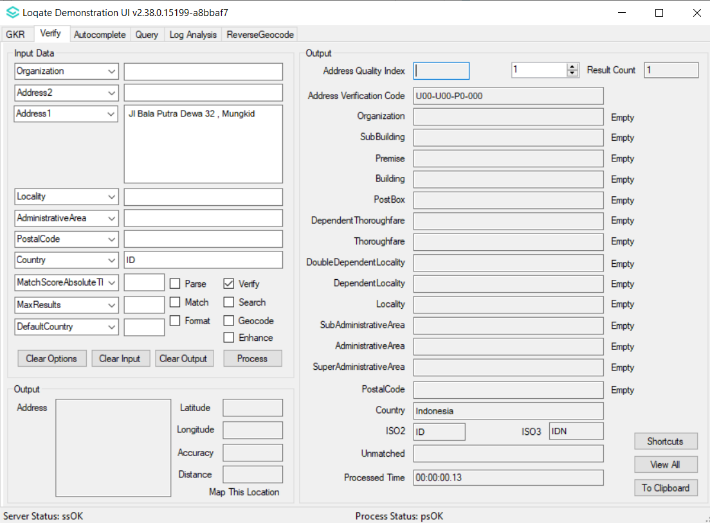 Loqate Demonstration UI v2.38.0.15199-a8bbaf7
GKR Verify Autocomplete Query Log Analysis ReverseGeocode
Input Data
Organization
Address2
Address1 Jl Bala Putra Dewa 32 , Mungkid
Locality
AdministrativeArea
PostalCode
Country ID
MatchScoreAbsoluteTl Parse Verify
MaxResults Match Search
DefaultCountry Format Geocode
Enhance
Clear Options Clear Input Clear Output Process
Output
Address Latitude
Longitude
Accuracy
Distance
Map This Location
Output
Address Quality Index 1 Result Count 1
Address Verification Code U00-U00-P0-000
Organization Empty
SubBuilding Empty
Premise Empty
Building Empty
PostBox Empty
DependentThoroughfare Empty
Thoroughfare Empty
DoubleDependentLocality Empty
DependentLocality Empty
Locality Empty
SubAdministrativeArea Empty
AdministrativeArea Empty
SuperAdministrativeArea Empty
PostalCode Empty
Country Indonesia
ISO2 ID ISO3 IDN
Unmatched
Processed Time 00:00:00.13
Shortcuts
View All
To Clipboard
Server Status: ssOK Process Status: psOK